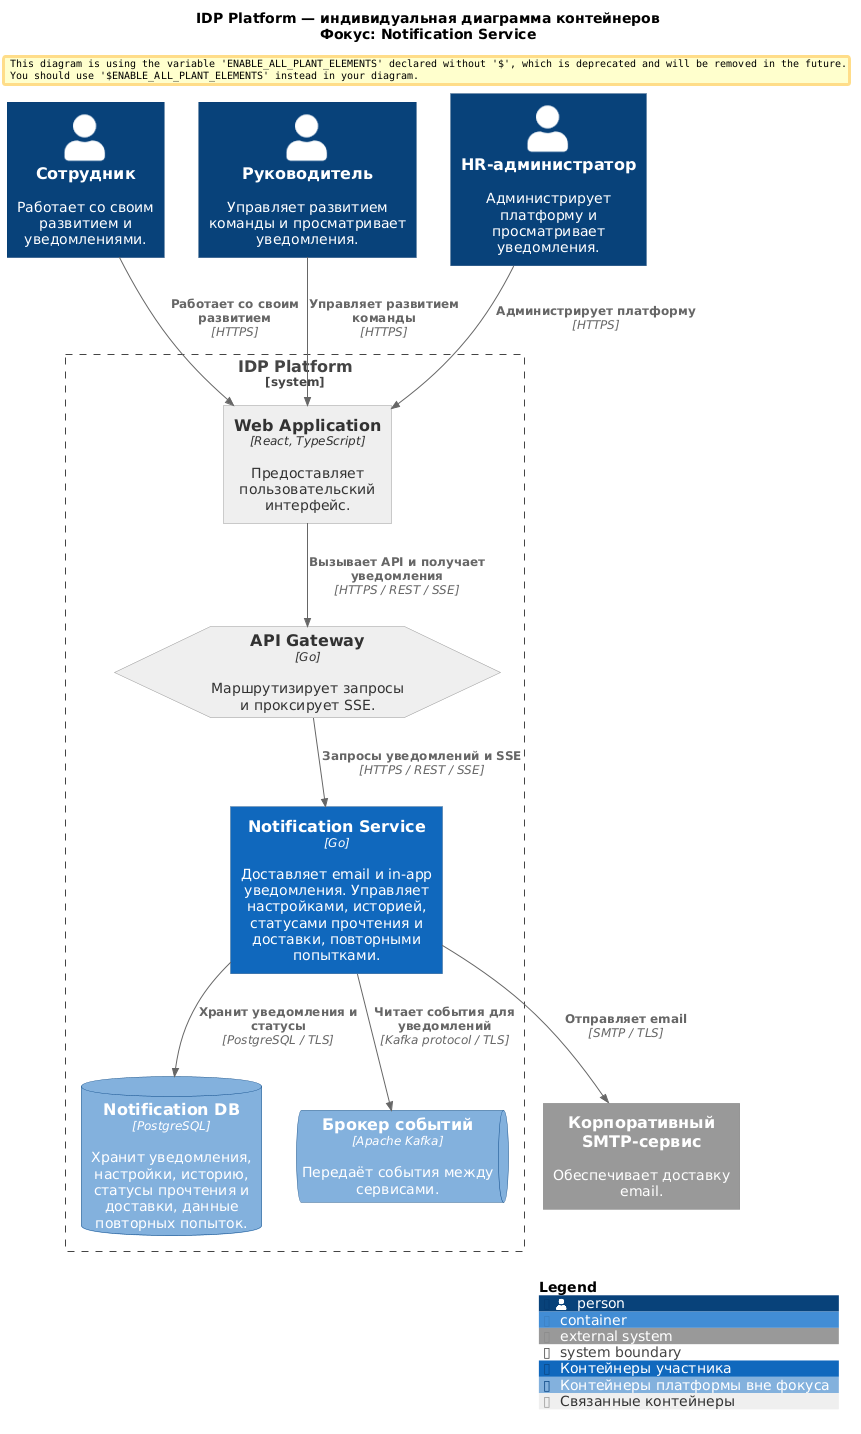 IDP Platform — индивидуальная диаграмма контейнеров
Фокус: Notification Service
This diagram is using the variable 'ENABLE_ALL_PLANT_ELEMENTS' declared without '$', which is deprecated and will be removed in the future.
You should use '$ENABLE_ALL_PLANT_ELEMENTS' instead in your diagram.
Сотрудник
Работает со своим
развитием и
уведомлениями.
Руководитель
Управляет развитием
команды и просматривает
уведомления.
HR-администратор
Администрирует
платформу и
просматривает
уведомления.
Работает со своим
развитием
[HTTPS]
Управляет развитием
команды
[HTTPS]
Администрирует платформу
[HTTPS]
IDP Platform
[system]
Web Application
[React, TypeScript]
Предоставляет
пользовательский
интерфейс.
Вызывает API и получает
уведомления
[HTTPS / REST / SSE]
API Gateway
[Go]
Маршрутизирует запросы
и проксирует SSE.
Запросы уведомлений и SSE
[HTTPS / REST / SSE]
Notification Service
[Go]
Доставляет email и in-app
уведомления. Управляет
настройками, историей,
статусами прочтения и
доставки, повторными
попытками.
Хранит уведомления и
статусы
[PostgreSQL / TLS]
Читает события для
уведомлений
[Kafka protocol / TLS]
Отправляет email
[SMTP / TLS]
Notification DB
[PostgreSQL]
Хранит уведомления,
настройки, историю,
статусы прочтения и
доставки, данные
повторных попыток.
Брокер событий
[Apache Kafka]
Передаёт события между
сервисами.
Корпоративный
SMTP-сервис
Обеспечивает доставку
email.
Legend
person
container
external system
system boundary
Контейнеры участника
Контейнеры платформы вне фокуса
Связанные контейнеры